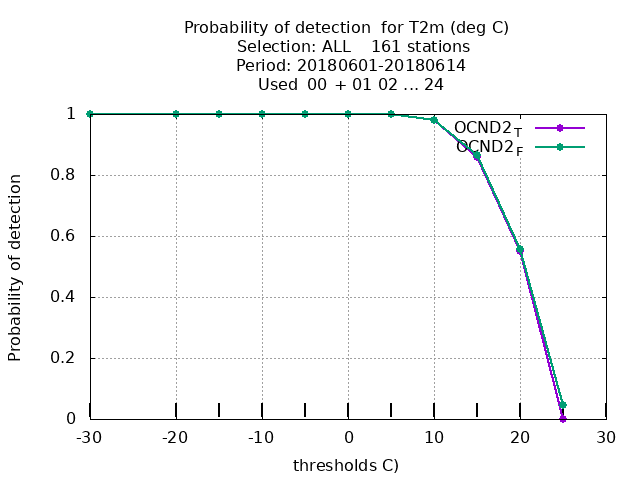 Probability of detection  for T2m (deg C)
Selection: ALL    161 stations
Period: 20180601-20180614
Used  00 + 01 02 ... 24
Probability of detection
1
0.8
0.6
0.4
0.2
0
OCND2T
OCND2F
-30 -20 -10 0 10 20 30
thresholds C)